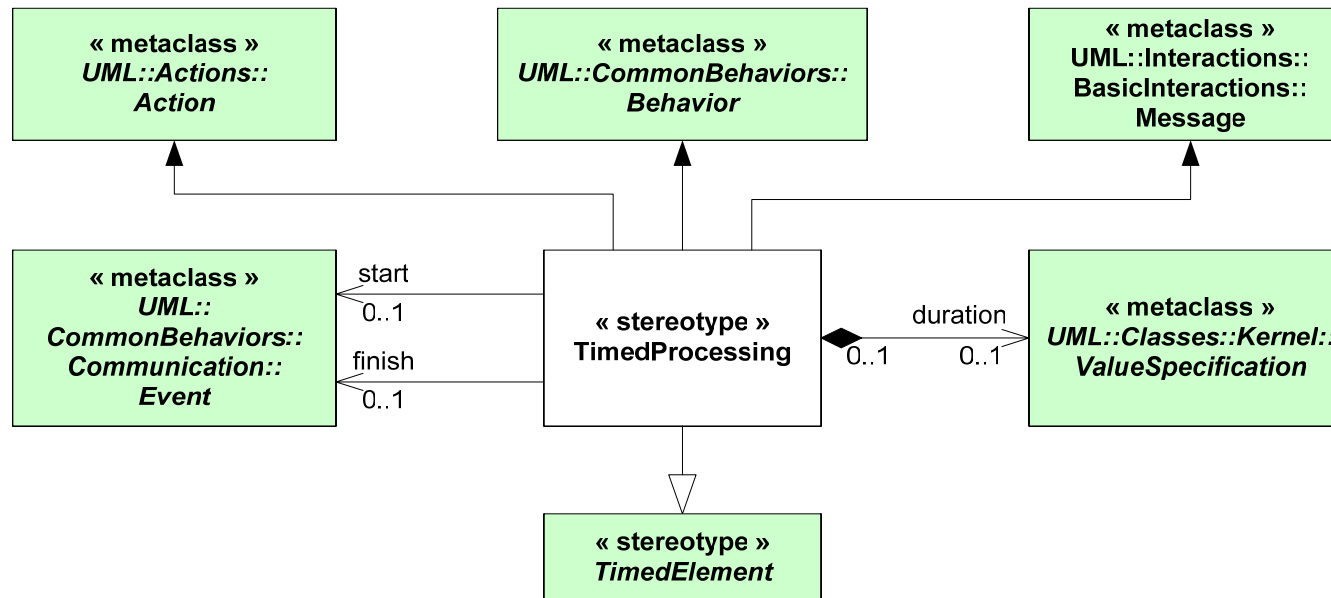 « metaclass »
UML::Actions::
Action
« metaclass »
UML::CommonBehaviors::
Behavior
« metaclass »
UML::Interactions::
BasicInteractions::
Message
« metaclass »
UML::
CommonBehaviors::
Communication::
Event
start
0..1
finish
0..1
« stereotype »
TimedProcessing
duration
0..1
0..1
« metaclass »
UML::Classes::Kernel::
ValueSpecification
« stereotype »
TimedElement